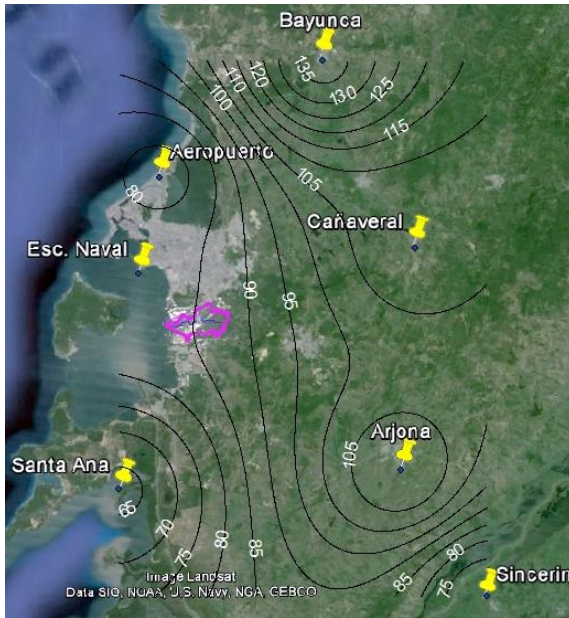 Bayunca
135
130
125
120
115
110
100
105
Aeropuerto
80
Cañaveral
Esc. Naval
90
95
Arjona
105
Santa Ana
65
70
75
80
85
85
80
75
Sincerin
Image Landsat
Data SIO, NOAA, U.S. Navy, NGA, GEBCO